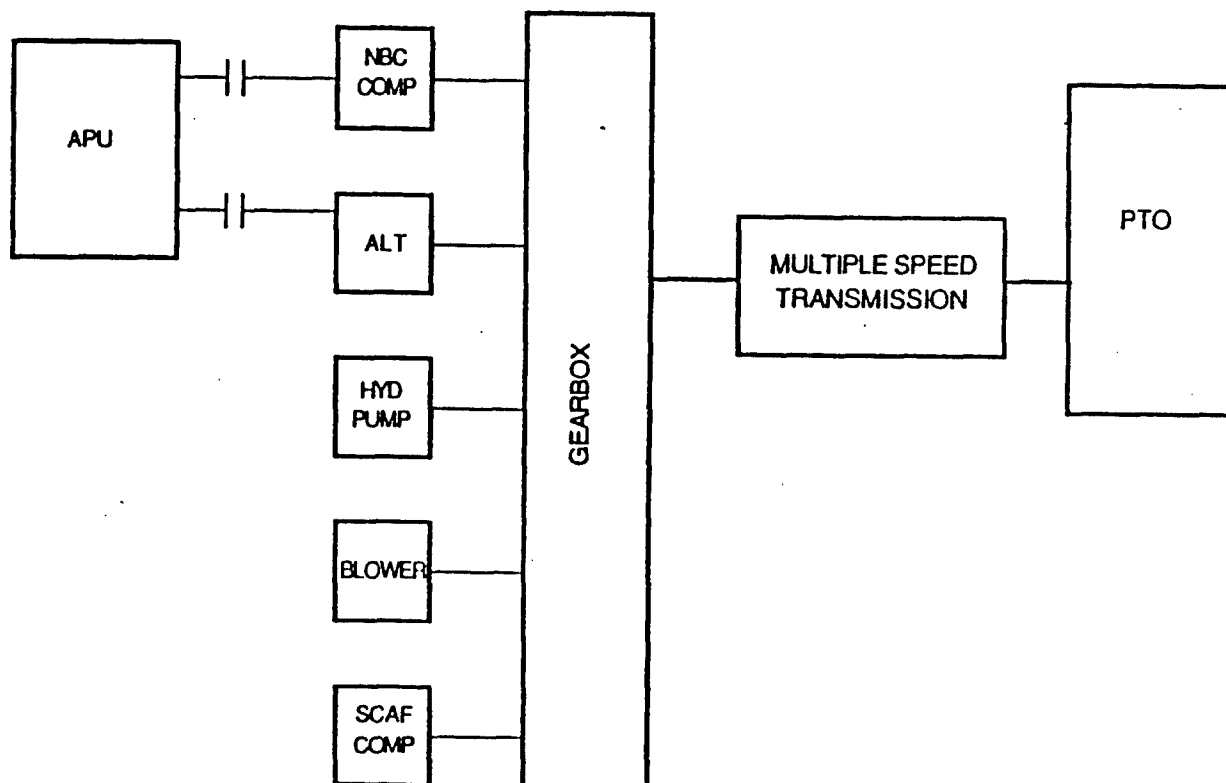 APU
NBC
COMP
ALT
HYD
PUMP
BLOWER
SCAF
COMP
GEARBOX
MULTIPLE SPEED
TRANSMISSION
PTO